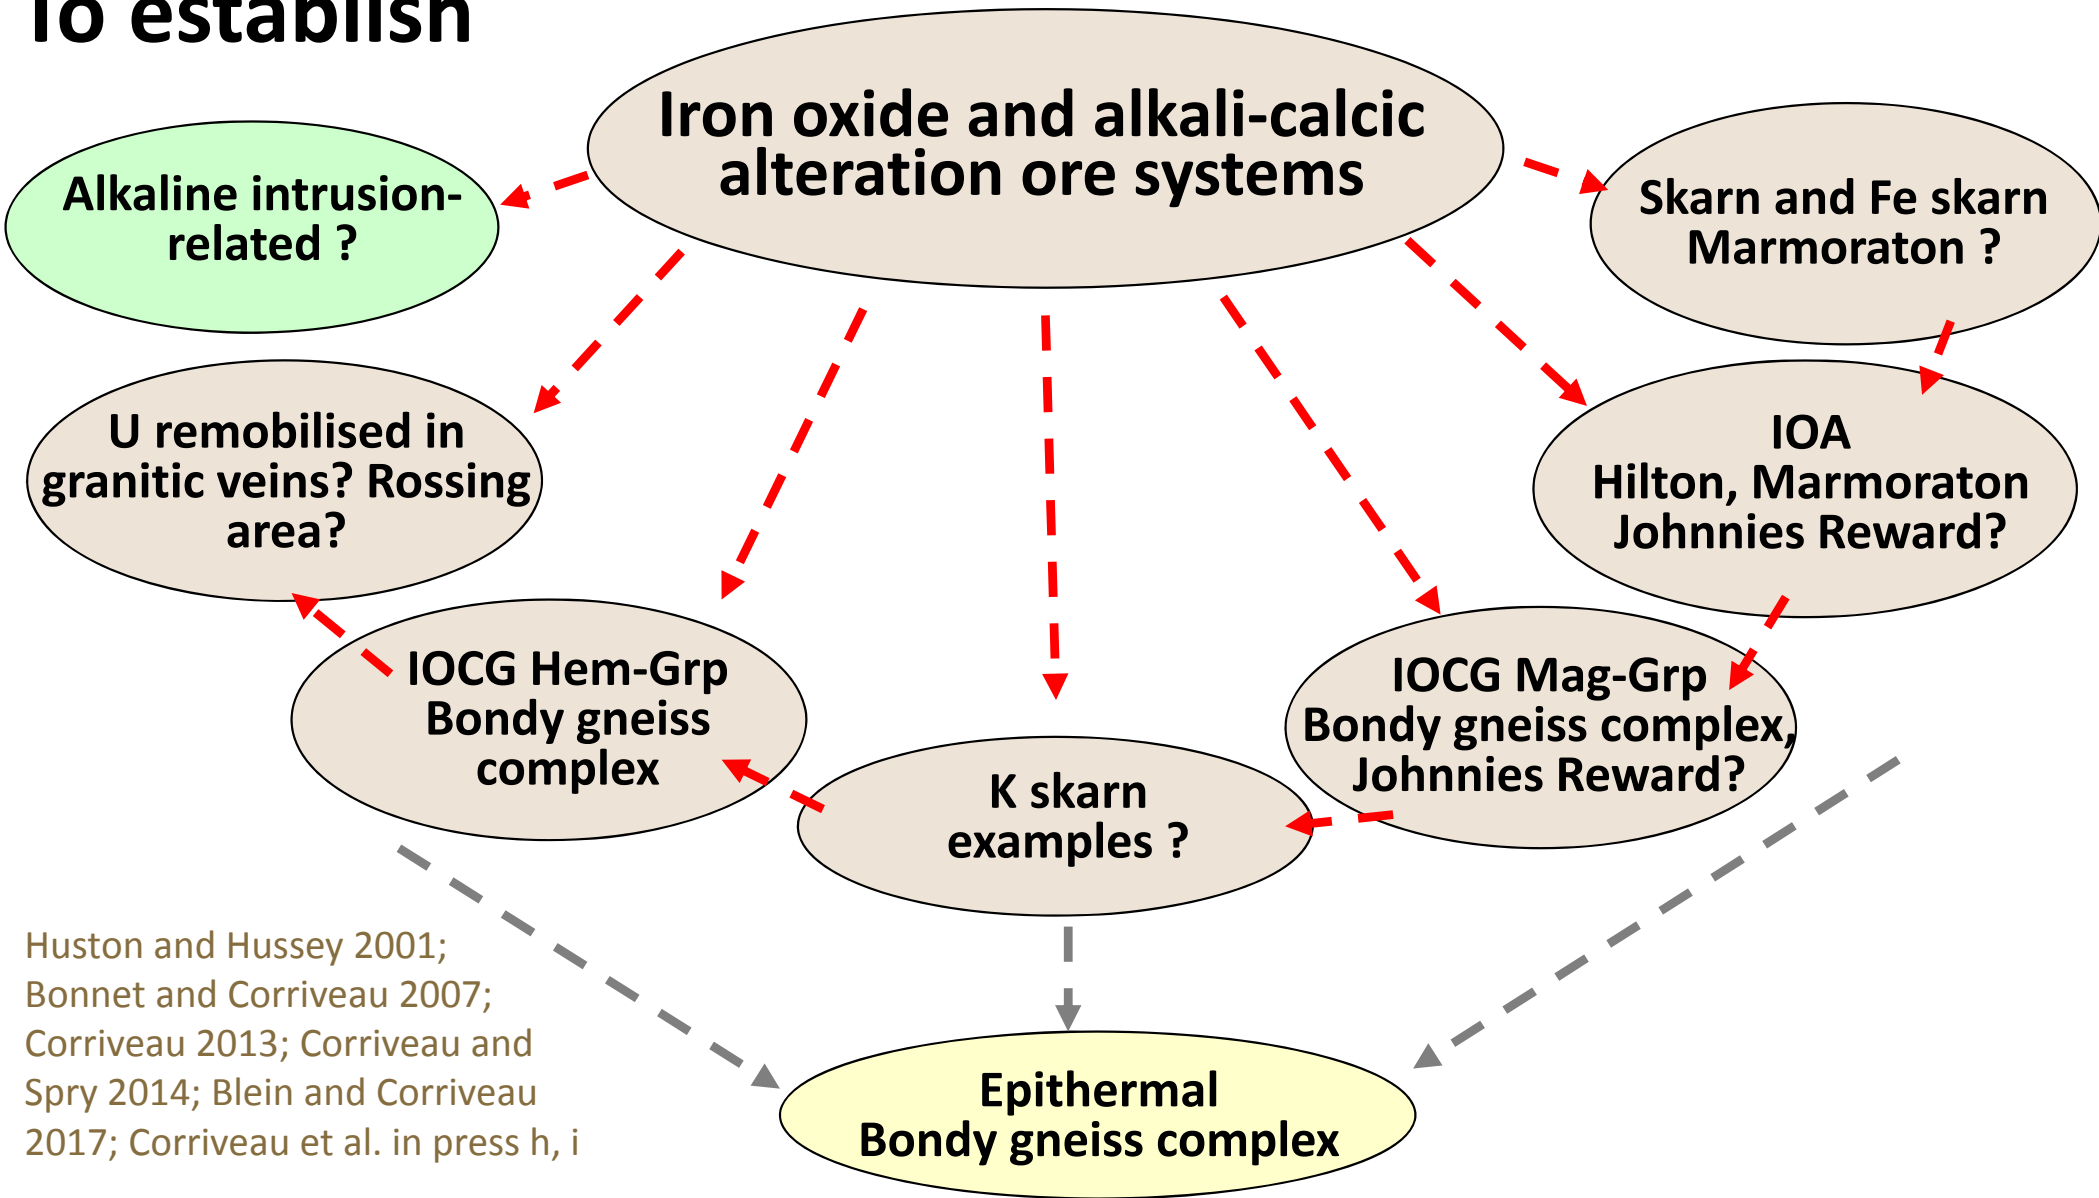 To establish
Iron oxide and alkali-calcic
alteration ore systems
Alkaline intrusion-
related ?
Skarn and Fe skarn
Marmoraton ?
U remobilised in
granitic veins? Rossing
area?
IOA
Hilton, Marmoraton
Johnnies Reward?
IOCG Hem-Grp
Bondy gneiss
complex
IOCG Mag-Grp
Bondy gneiss complex,
Johnnies Reward?
K skarn
examples ?
Huston and Hussey 2001;
Bonnet and Corriveau 2007;
Corriveau 2013; Corriveau and
Spry 2014; Blein and Corriveau
2017; Corriveau et al. in press h, i
Epithermal
Bondy gneiss complex